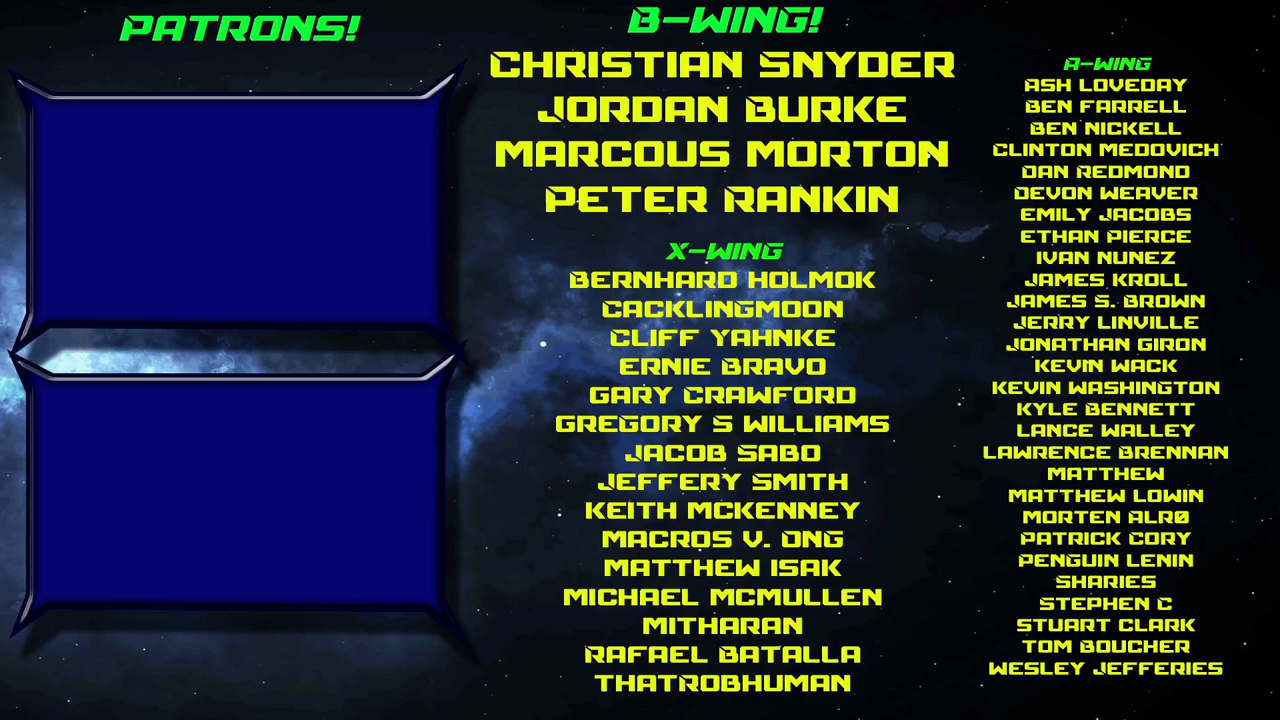 PATRONS!
B-WING!
CHRISTIAN SNYDER
JORDAN BURKE
MARCOUS MORTON
PETER RANKIN
X-WING
BERNHARD HOLMOK
CACKLINGMOON
CLIFF YAHNKE
ERNIE BRAVO
GARY CRAWFORD
GREGORY S WILLIAMS
JACOB SABO
JEFFERY SMITH
KEITH MCKENNEY
MACROS V. ONG
MATTHEW ISAK
MICHAEL MCMULLEN
MITHARAN
RAFAEL BATALLA
THATROBHUMAN
A-WING
ASH LOVEDAY
BEN FARRELL
BEN NICKELL
CLINTON MEDOVICH
DAN REDMOND
DEVON WEAVER
EMILY JACOBS
ETHAN PIERCE
IVAN NUNEZ
JAMES KROLL
JAMES S. BROWN
JERRY LINVILLE
JONATHAN GIRON
KEVIN WACK
KEVIN WASHINGTON
KYLE BENNETT
LANCE WALLEY
LAWRENCE BRENNAN
MATTHEW
MATTHEW LOWIN
MORTEN ALRØ
PATRICK CORY
PENGUIN LENIN
SHARIES
STEPHEN C
STUART CLARK
TOM BOUCHER
WESLEY JEFFERIES